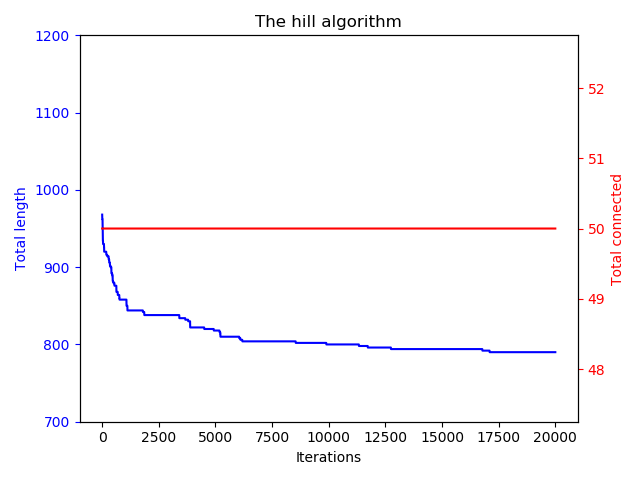 The hill algorithm
1200
1100
1000
900
800
700
Total length
52
51
50
49
48
Total connected
0 2500 5000 7500 10000 12500 15000 17500 20000
Iterations